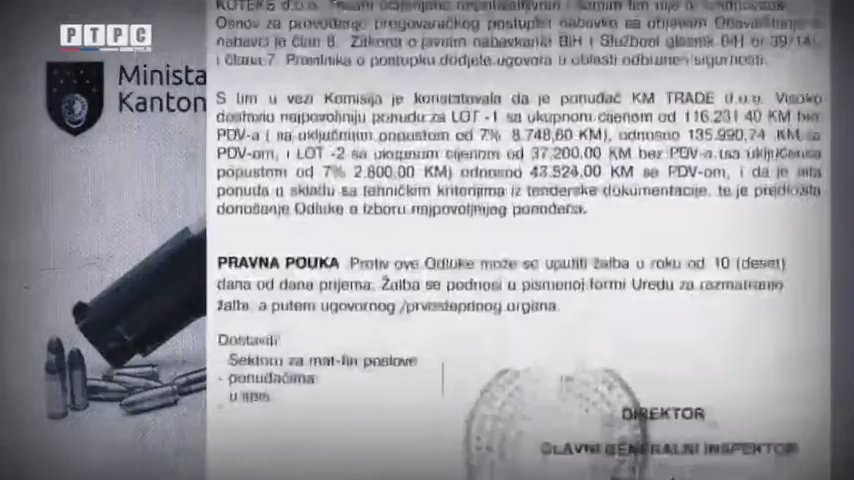 РТРС
Minista
Kanton
KOTEKS d.o.o.
Osnov za provođenje pregovaračkog postupka nabavke sa objavom Obavještenja o
nabavci je član 8. Zakona o javnim nabavkama BiH ( Službeni glasnik BiH br 39/14)
i člana 7. Pravilnika o postupku dodjele ugovora u oblasti odbrane i sigurnosti.
S tim u vezi Komisija je konstatovala da je ponuđač KM TRADE d.o.o. Visoko
dostavio najpovoljniju ponudu za LOT -1 sa ukupnom cijenom od 116.231,40 KM bez
PDV-a ( sa uključenim popustom od 7% 8.748,60 KM), odnosno 135.990,74 KM sa
PDV-om, i LOT -2 sa ukupnom cijenom od 37.200,00 KM bez PDV-a (sa uključenim
popustom od 7% 2.800,00 KM) odnosno 43.524,00 KM sa PDV-om, i da je ista
ponuda u skladu sa tehničkim kriterijima iz tenderske dokumentacije, te je predložila
donošenje Odluke o izboru najpovoljnijeg ponuđača.
PRAVNA POUKA Protiv ove Odluke može se uputiti žalba u roku od 10 (deset)
dana od dana prijema. Žalba se podnosi u pismenoj formi Uredu za razmatranje
žalbi, a putem ugovornog /prvostepenog organa.
Dostaviti
Sektoru za mat-fin poslove
- ponuđačima
u spis
DIREKTOR
GLAVNI GENERALNI INSPEKTOR